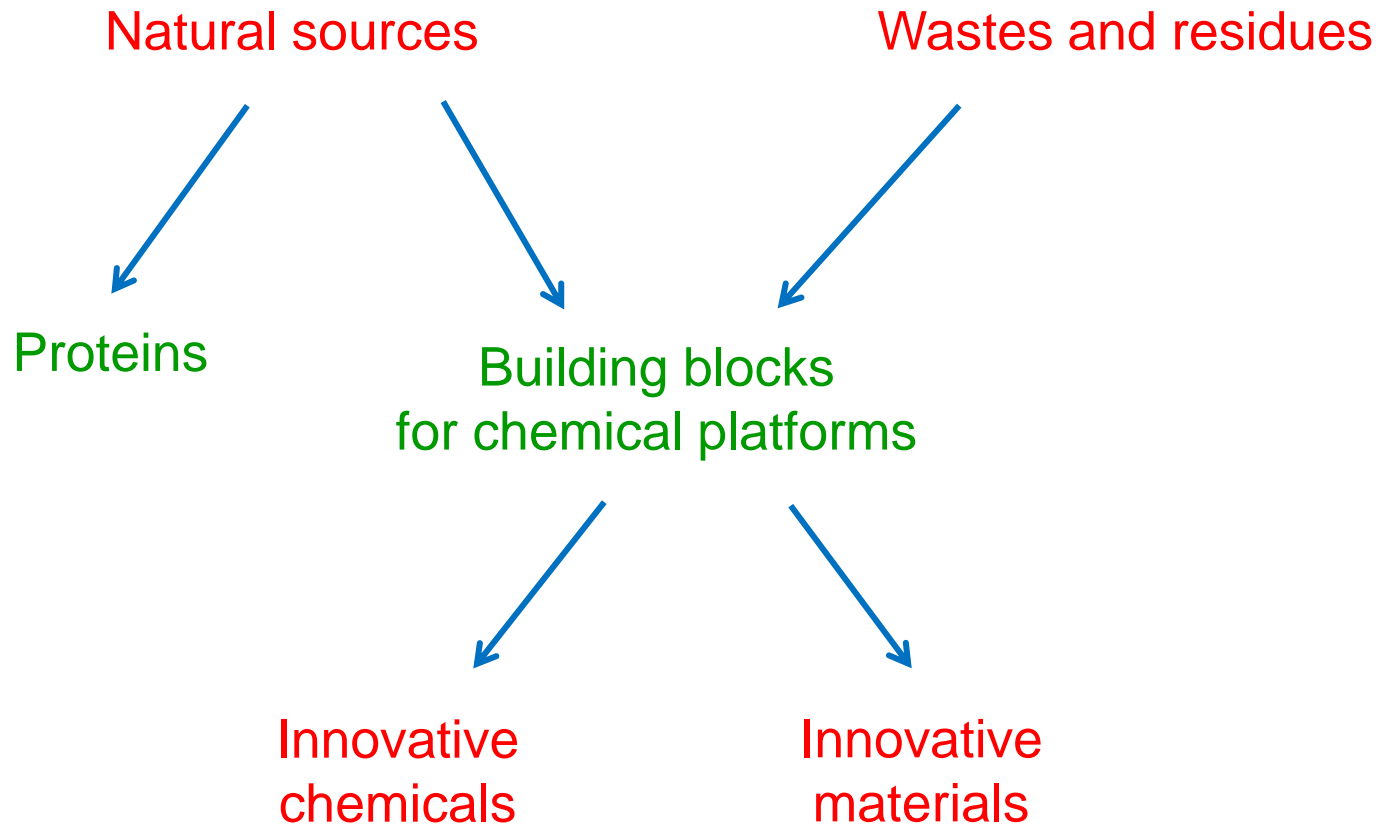 Natural sources
Wastes and residues
Proteins
Building blocks
for chemical platforms
Innovative
chemicals
Innovative
materials